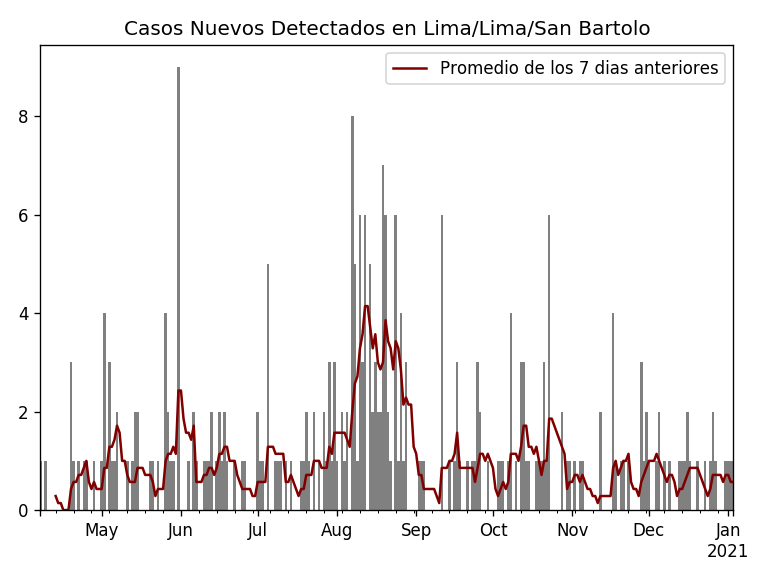 Casos Nuevos Detectados en Lima/Lima/San Bartolo
Promedio de los 7 dias anteriores
8
6
4
2
0
May Jun Jul Aug Sep Oct Nov Dec Jan
2021